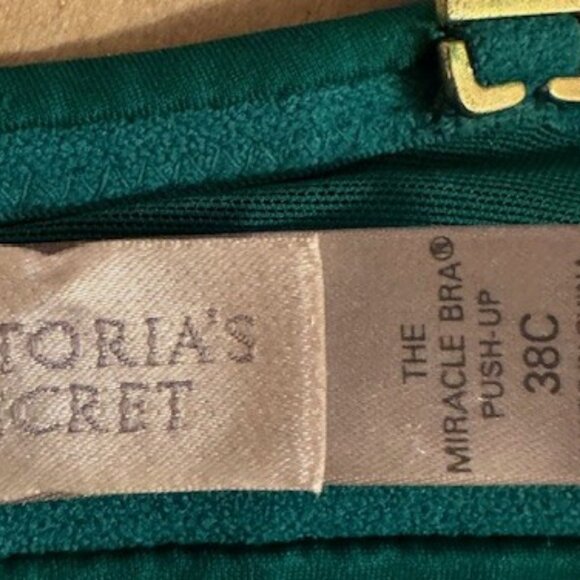 TORIA'S
CRET
THE
MIRACLE BRA®
PUSH-UP
38C